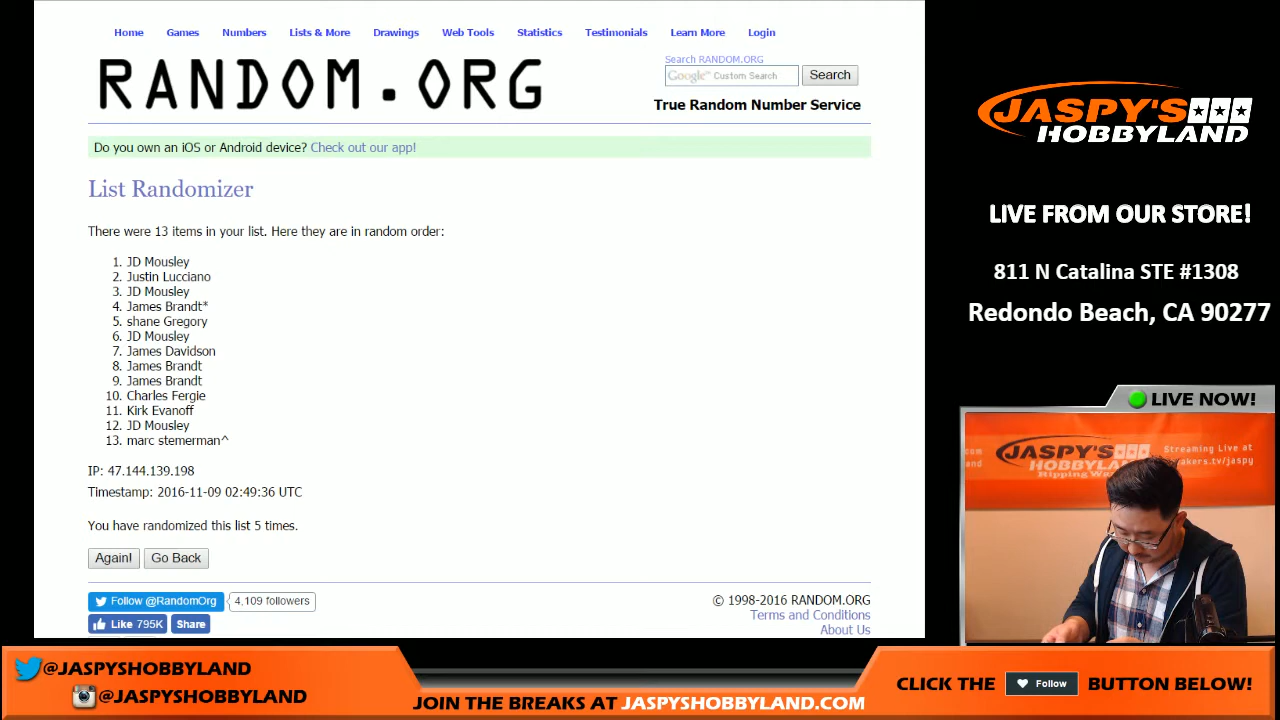 Home Games Numbers Lists & More Drawings Web Tools Statistics Testimonials Learn More Login
RANDOM.ORG
Search RANDOM.ORG
Google™ Custom Search Search
True Random Number Service
Do you own an iOS or Android device? Check out our app!
List Randomizer
There were 13 items in your list. Here they are in random order:
1. JD Mousley
2. Justin Lucciano
3. JD Mousley
4. James Brandt*
5. shane Gregory
6. JD Mousley
7. James Davidson
8. James Brandt
9. James Brandt
10. Charles Fergie
11. Kirk Evanoff
12. JD Mousley
13. marc stemerman^
IP: 47.144.139.198
Timestamp: 2016-11-09 02:49:36 UTC
You have randomized this list 5 times.
Again! Go Back
Follow @RandomOrg 4,109 followers
Like 795K Share
© 1998-2016 RANDOM.ORG
Terms and Conditions
About Us
JASPY'S
HOBBYLAND
LIVE FROM OUR STORE!
811 N Catalina STE #1308
Redondo Beach, CA 90277
LIVE NOW!
JASPY'S
HOBBYLAND
Streaming Live at
@JASPYSHOBBYLAND
@JASPYSHOBBYLAND
JOIN THE BREAKS AT JASPYSHOBBYLAND.COM
CLICK THE Follow BUTTON BELOW!